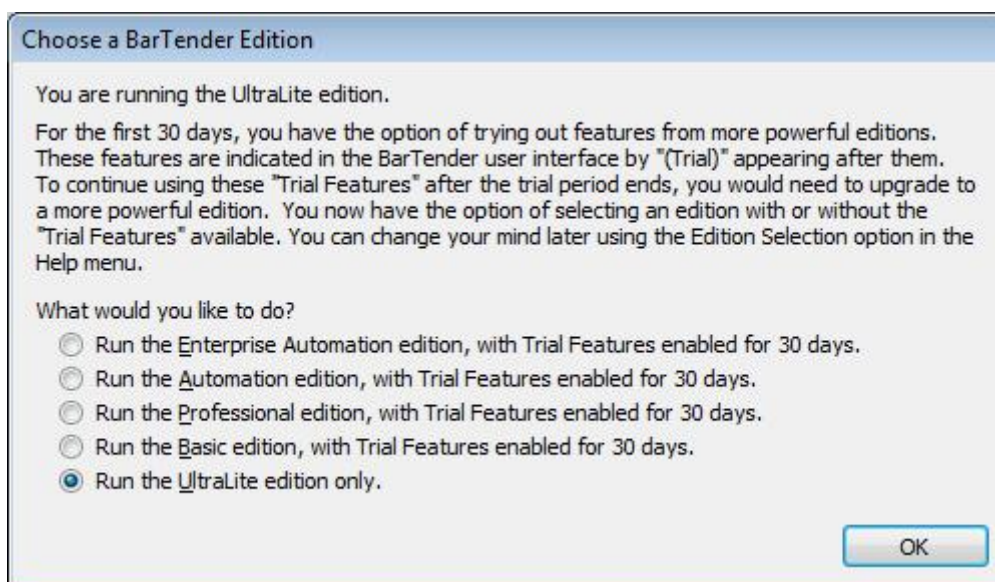 Choose a BarTender Edition
You are running the UltraLite edition.
For the first 30 days, you have the option of trying out features from more powerful editions.
These features are indicated in the BarTender user interface by "(Trial)" appearing after them.
To continue using these "Trial Features" after the trial period ends, you would need to upgrade to
a more powerful edition.  You now have the option of selecting an edition with or without the
"Trial Features" available. You can change your mind later using the Edition Selection option in the
Help menu.
What would you like to do?
Run the Enterprise Automation edition, with Trial Features enabled for 30 days.
Run the Automation edition, with Trial Features enabled for 30 days.
Run the Professional edition, with Trial Features enabled for 30 days.
Run the Basic edition, with Trial Features enabled for 30 days.
Run the UltraLite edition only.
OK